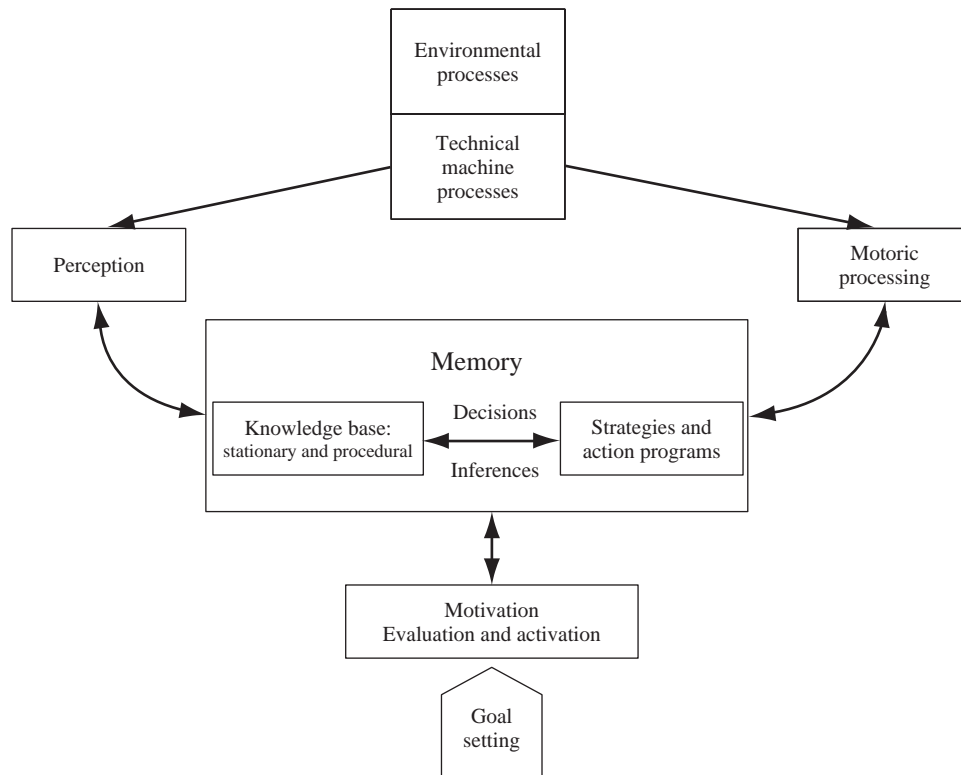 Environmental
processes
Technical
machine
processes
Perception
Motoric
processing
Memory
Knowledge base:
stationary and procedural
Decisions
Inferences
Strategies and
action programs
Motivation
Evaluation and activation
Goal
setting